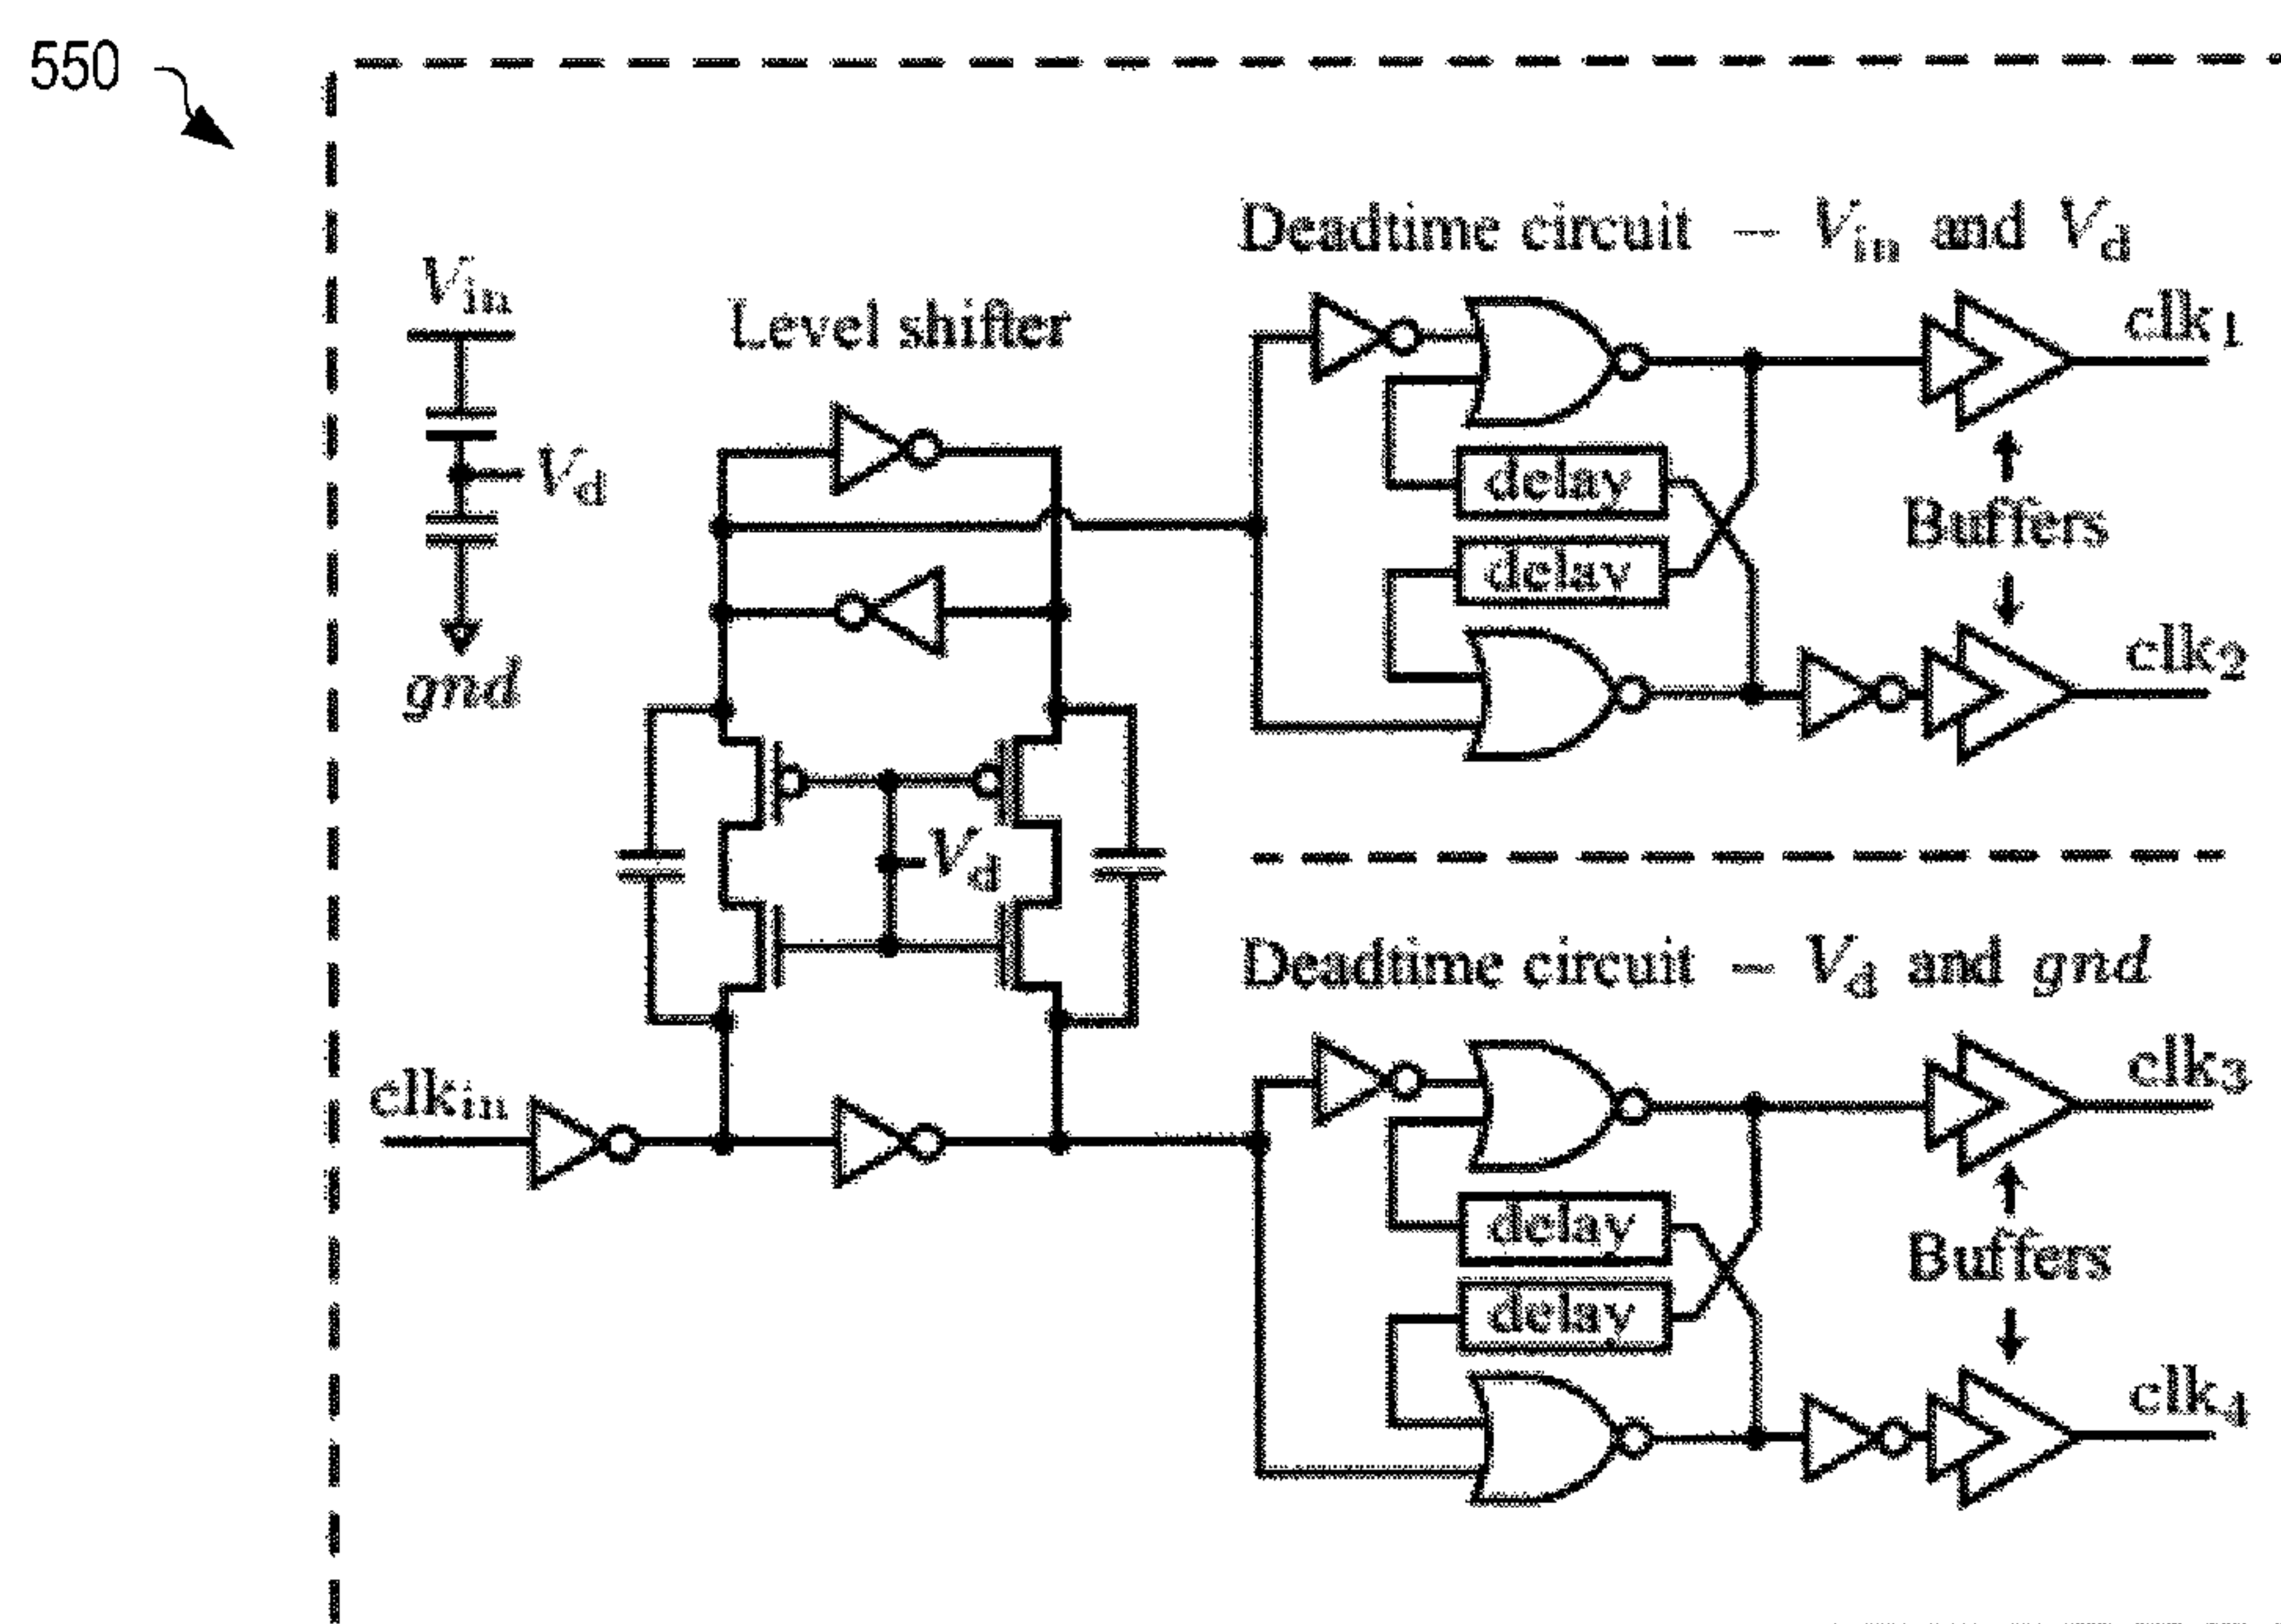 550
Deadtime circuit — Vin and Vd
Vin
Level shifter
clk1
Vd
delay
Buffers
delay
gnd
clk2
Vd
Deadtime circuit — Vd and gnd
clkin
clk3
delay
Buffers
delay
clk4